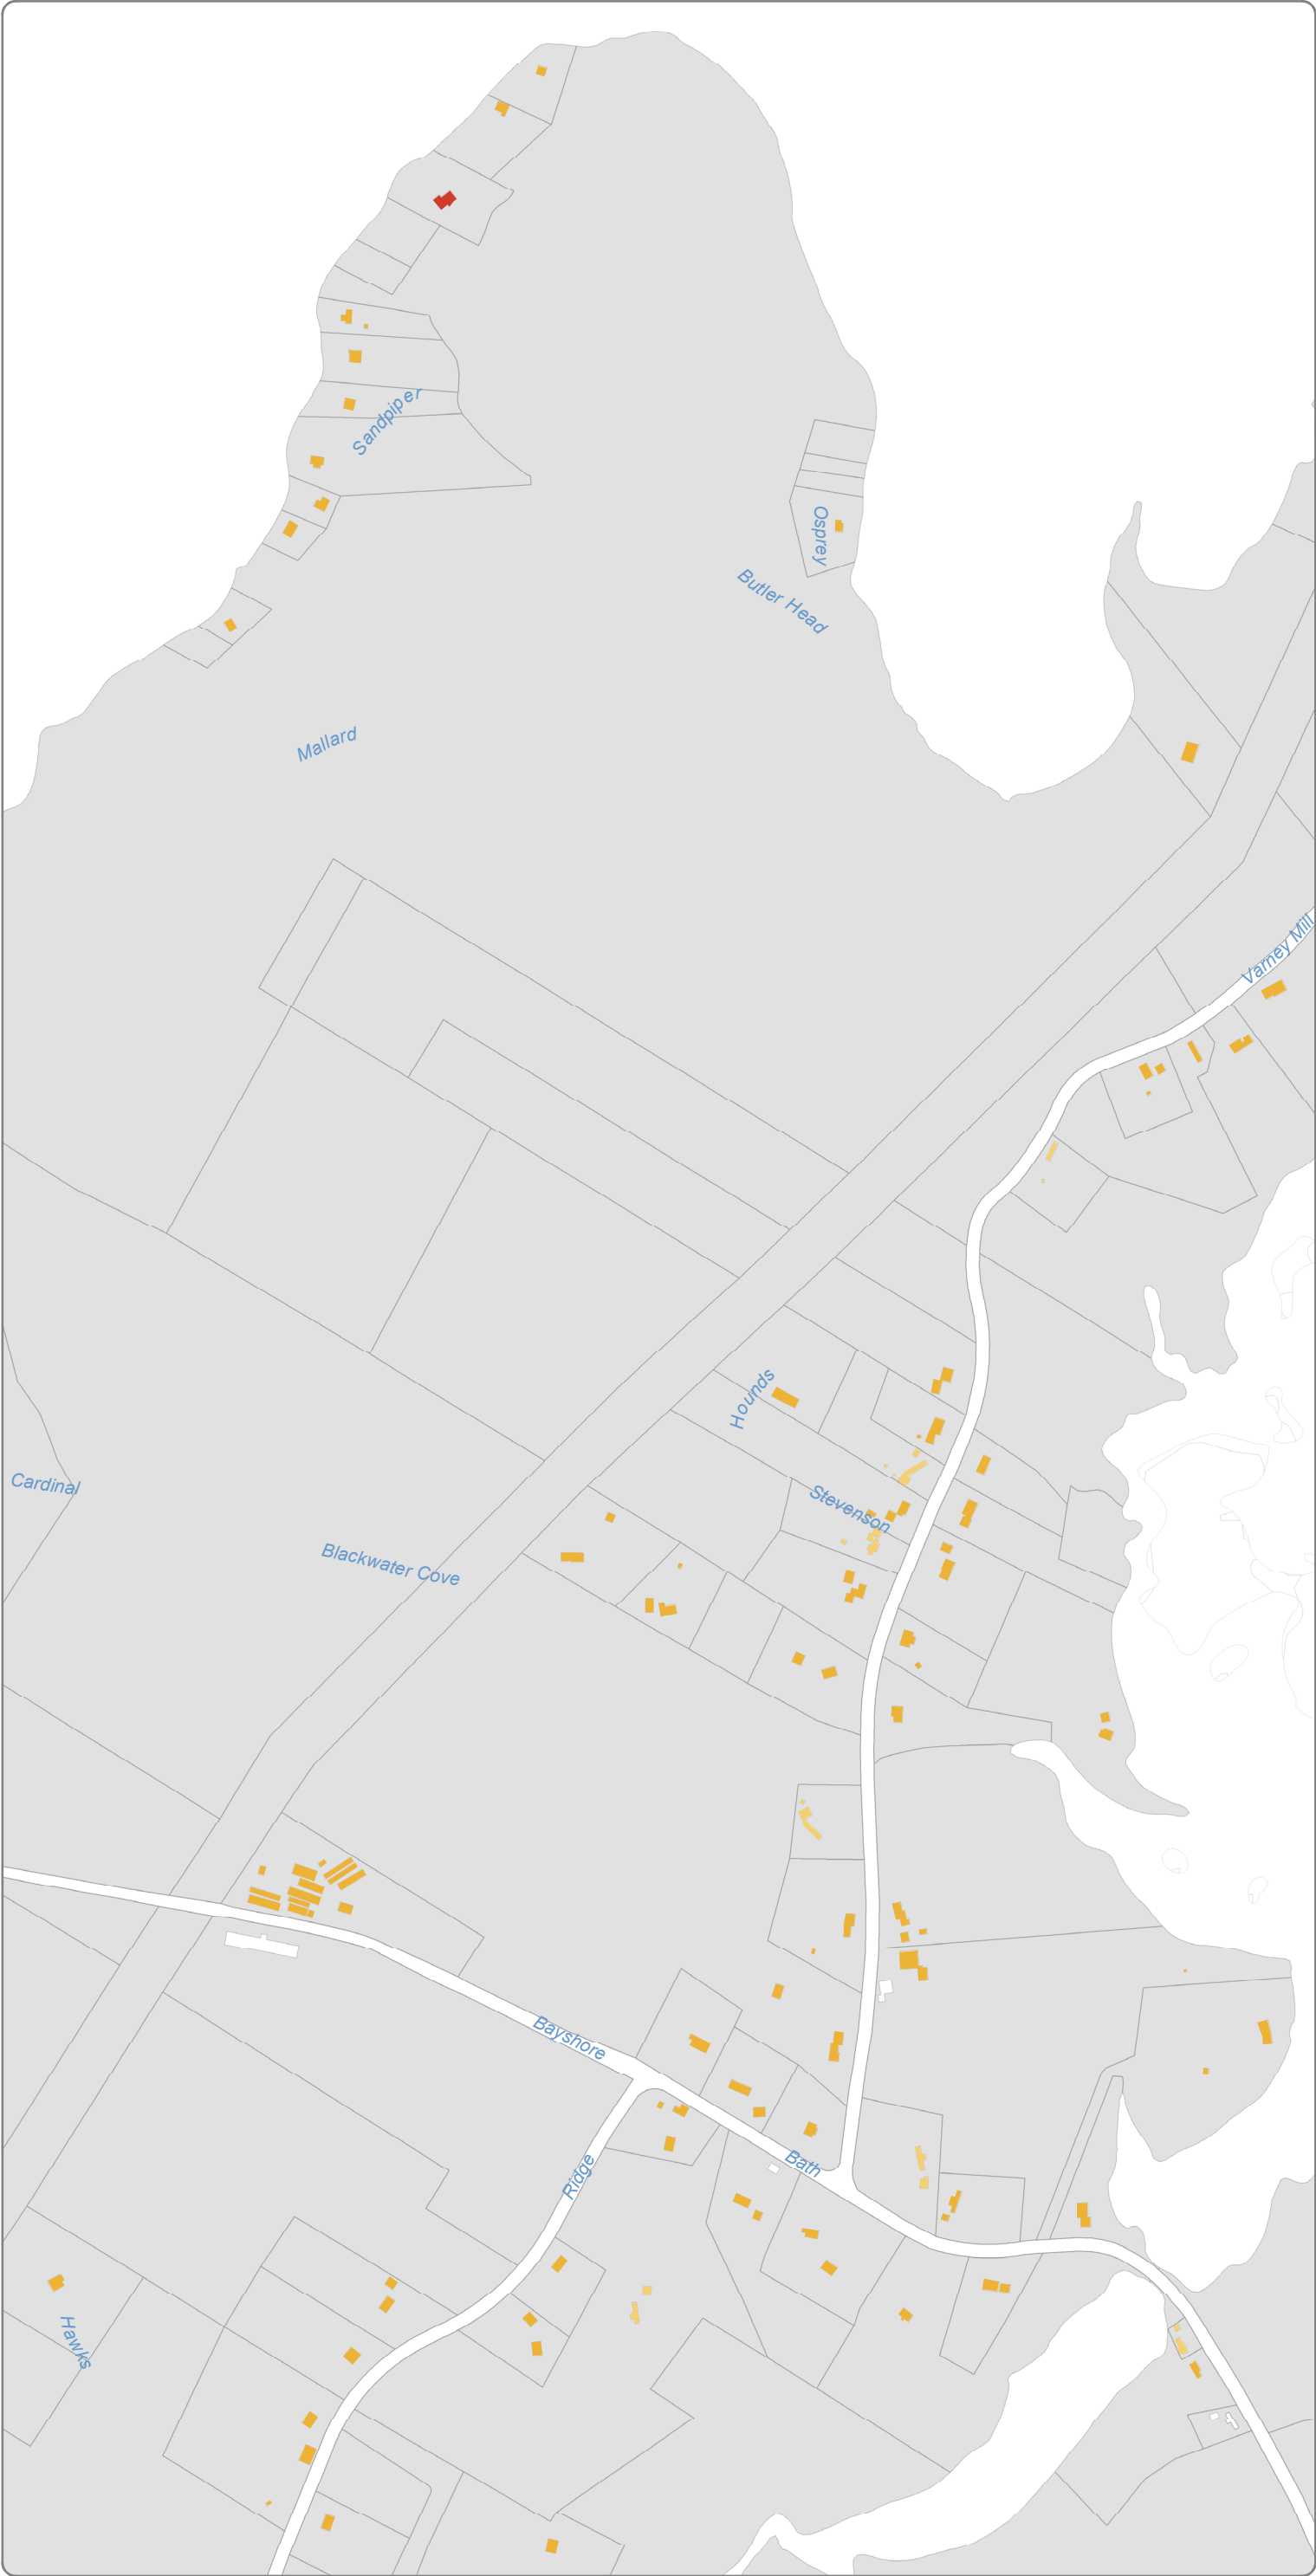 Sandpiper
Osprey
Butler Head
Mallard
Varney Mill
Hounds
Cardinal
Stevenson
Blackwater Cove
Bayshore
Bath
Ridge
Hawks